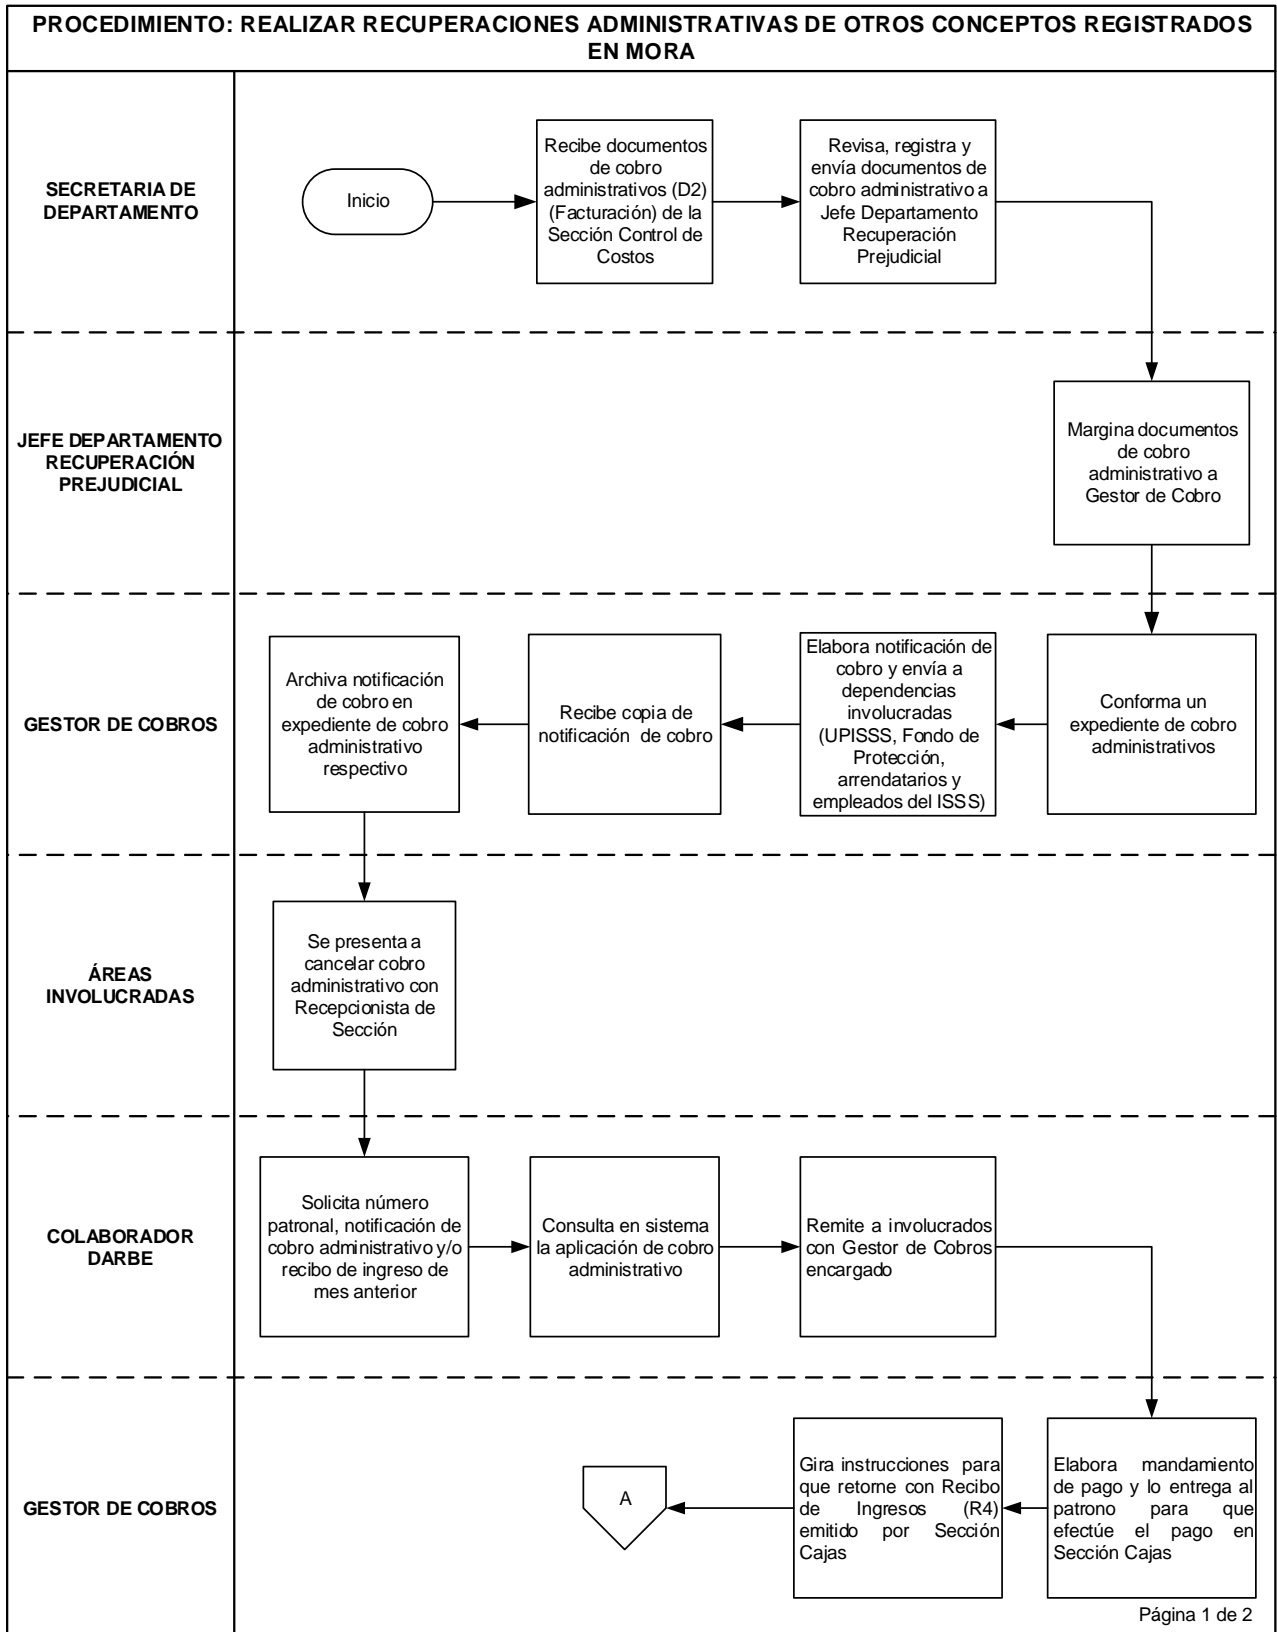 PROCEDIMIENTO: REALIZAR RECUPERACIONES ADMINISTRATIVAS DE OTROS CONCEPTOS REGISTRADOS
EN MORA
SECRETARIA DE
DEPARTAMENTO
Inicio
Recibe documentos
de cobro
administrativos (D2)
(Facturación) de la
Sección Control de
Costos
Revisa, registra y
envía documentos de
cobro administrativo a
Jefe Departamento
Recuperación
Prejudicial
JEFE DEPARTAMENTO
RECUPERACIÓN
PREJUDICIAL
Margina documentos
de cobro
administrativo a
Gestor de Cobro
GESTOR DE COBROS
Archiva notificación
de cobro en
expediente de cobro
administrativo
respectivo
Recibe copia de
notificación de cobro
Elabora notificación de
cobro y envía a
dependencias
involucradas
(UPISSS, Fondo de
Protección,
arrendatarios y
empleados del ISSS)
Conforma un
expediente de cobro
administrativos
ÁREAS
INVOLUCRADAS
Se presenta a
cancelar cobro
administrativo con
Recepcionista de
Sección
COLABORADOR
DARBE
Solicita número
patronal, notificación de
cobro administrativo y/o
recibo de ingreso de
mes anterior
Consulta en sistema
la aplicación de cobro
administrativo
Remite a involucrados
con Gestor de Cobros
encargado
GESTOR DE COBROS
A
Gira instrucciones para
que retorne con Recibo
de Ingresos (R4)
emitido por Sección
Cajas
Elabora mandamiento
de pago y lo entrega al
patrono para que
efectúe el pago en
Sección Cajas
Página 1 de 2